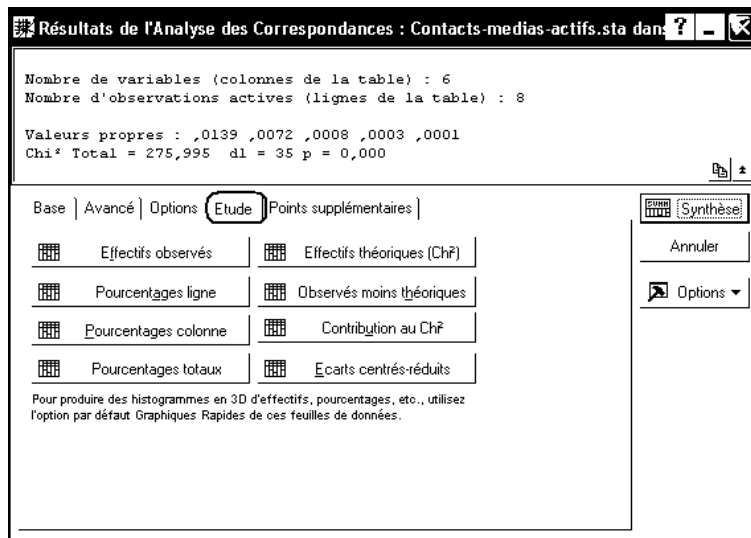 Résultats de l'Analyse des Correspondances : Contacts-medias-actifs.sta dans ? _
Nombre de variables (colonnes de la table) : 6
Nombre d'observations actives (lignes de la table) : 8
Valeurs propres : ,0139 ,0072 ,0008 ,0003 ,0001
Chi² Total = 275,995 dl = 35 p = 0,000
Base Avancé Options Etude Points supplémentaires
Synthèse
Effectifs observés Effectifs théoriques (Chi²)
Annuler
Pourcentages ligne Observés moins théoriques
Options
Pourcentages colonne Contribution au Chi²
Pourcentages totaux Ecarts centrés-réduits
Pour produire des histogrammes en 3D d'effectifs, pourcentages, etc., utilisez
l'option par défaut Graphiques Rapides de ces feuilles de données.